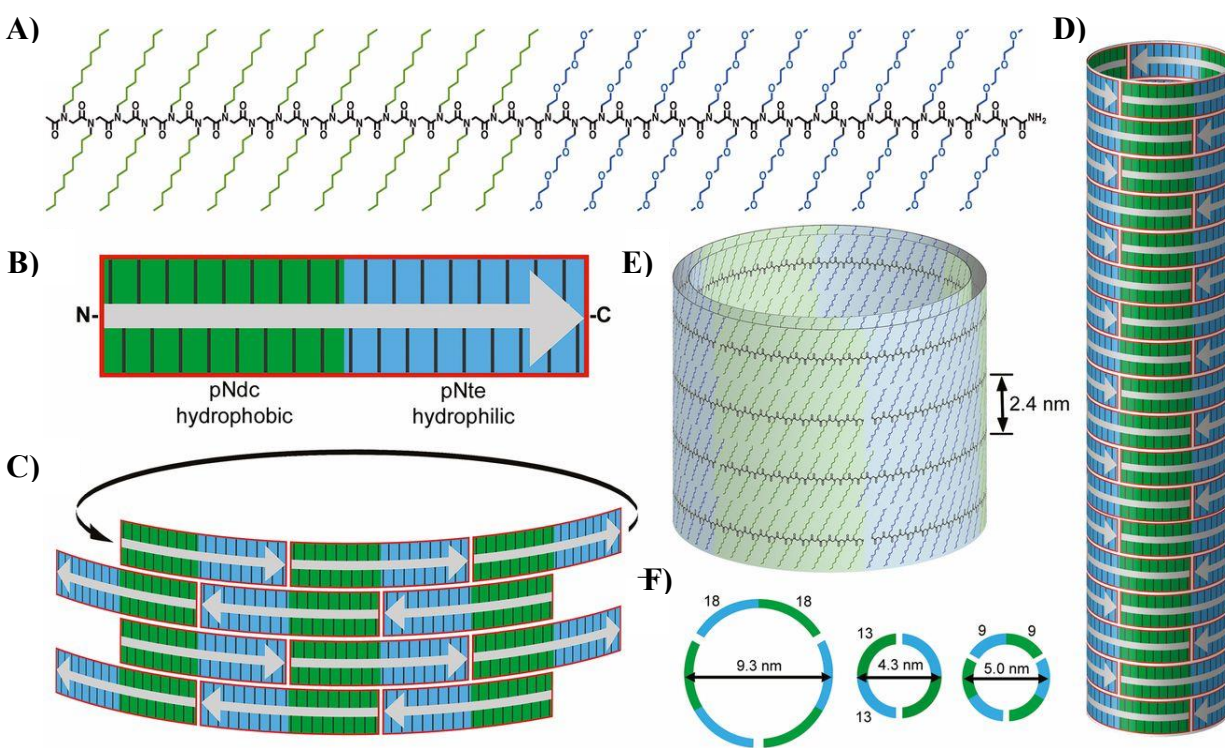 A)
NH₂
B)
N-
-C
pNdc
hydrophobic
pNte
hydrophilic
C)
D)
E)
2.4 nm
F)
18 18
9.3 nm
13
4.3 nm
13
9 9
5.0 nm